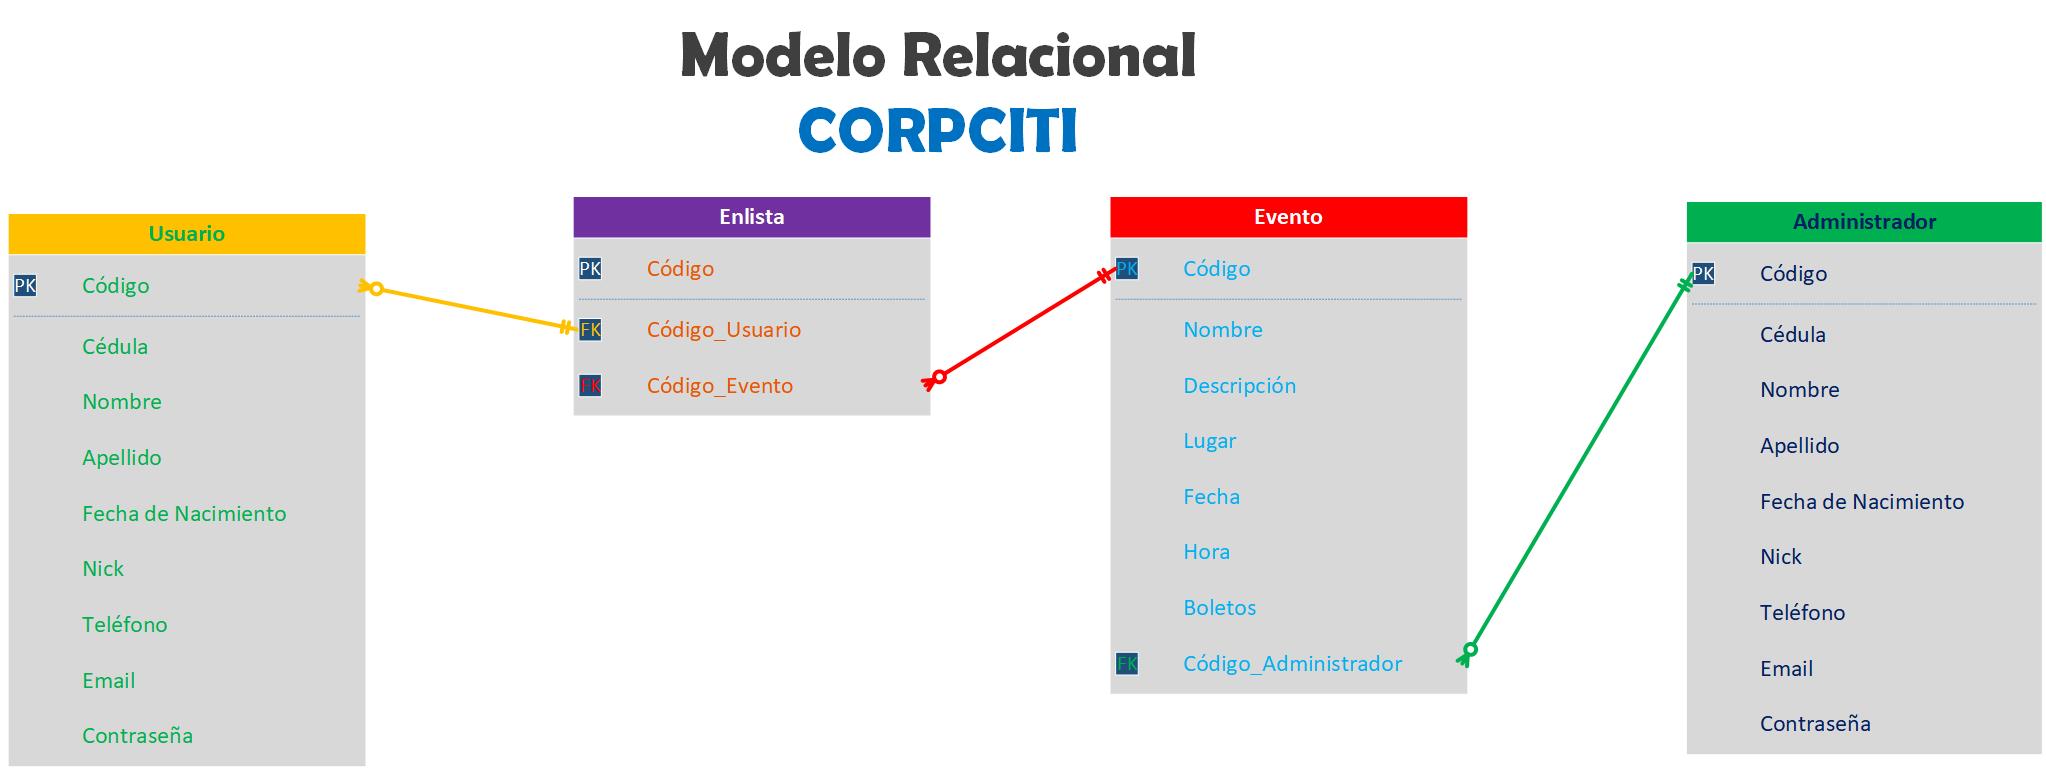 Modelo Relacional
CORPCITI
Usuario
PK Código
Cédula
Nombre
Apellido
Fecha de Nacimiento
Nick
Teléfono
Email
Contraseña
Enlista
PK Código
FK Código_Usuario
FK Código_Evento
Evento
PK Código
Nombre
Descripción
Lugar
Fecha
Hora
Boletos
FK Código_Administrador
Administrador
PK Código
Cédula
Nombre
Apellido
Fecha de Nacimiento
Nick
Teléfono
Email
Contraseña